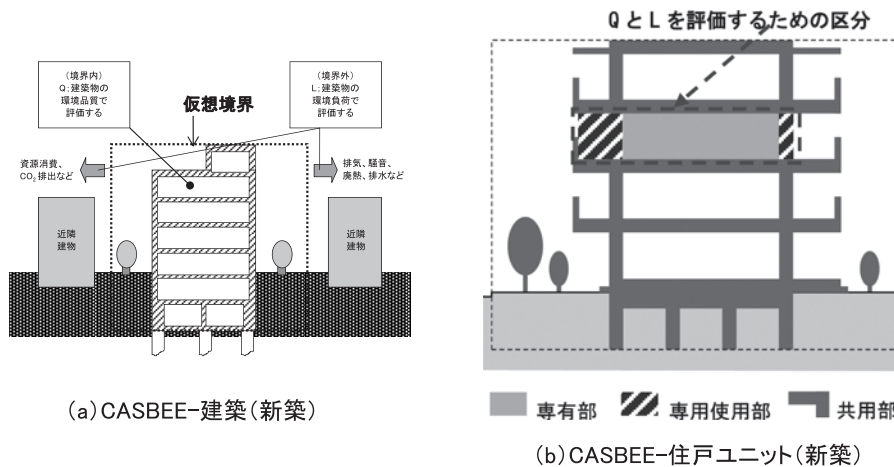 (境界内)
Q:建築物の
環境品質で
評価する
(境界外)
L:建築物の
環境負荷で
評価する
仮想境界
資源消費、
CO₂排出など
排気、騒音、
廃熱、排水など
近隣
建物
近隣
建物
(a)CASBEE-建築(新築)
QとLを評価するための区分
専有部
専用使用部
共用部
(b)CASBEE-住戸ユニット(新築)